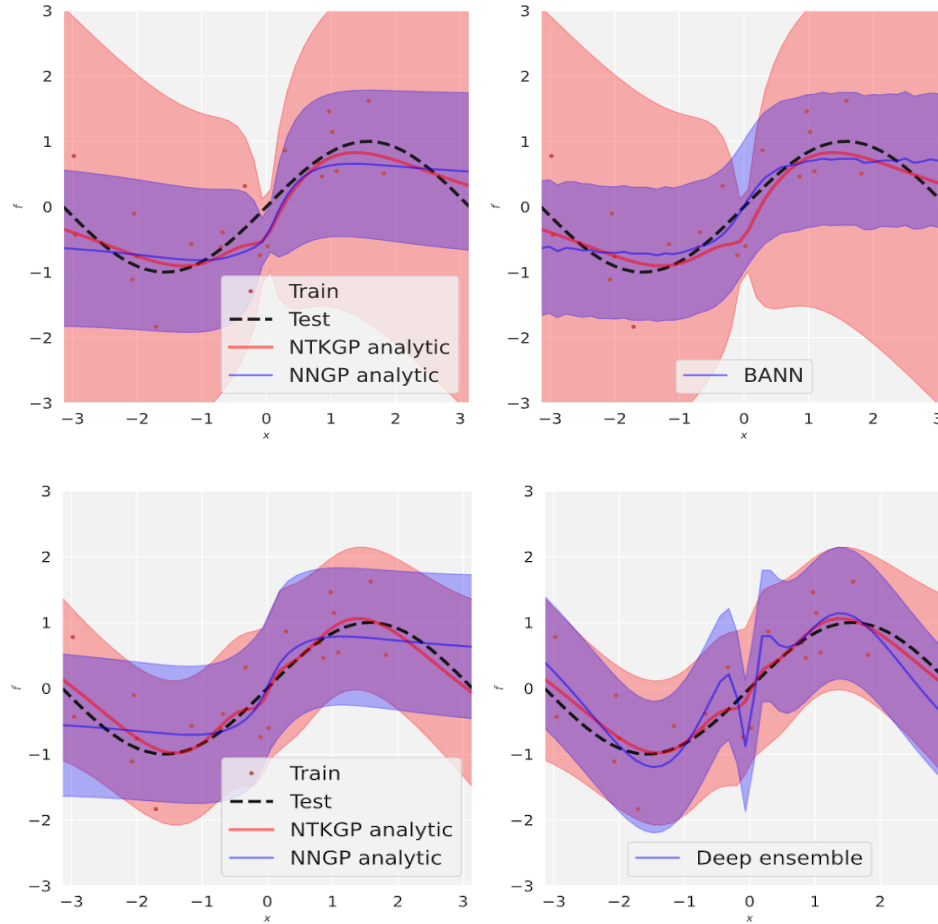 3
2
1
0
−1
−2
−3
f
−3 −2 −1 0 1 2 3
x
Train
Test
NTKGP analytic
NNGP analytic
3
2
1
0
−1
−2
−3
f
−3 −2 −1 0 1 2 3
x
BANN
3
2
1
0
−1
−2
−3
f
−3 −2 −1 0 1 2 3
x
Train
Test
NTKGP analytic
NNGP analytic
3
2
1
0
−1
−2
−3
f
−3 −2 −1 0 1 2
x
Deep ensemble